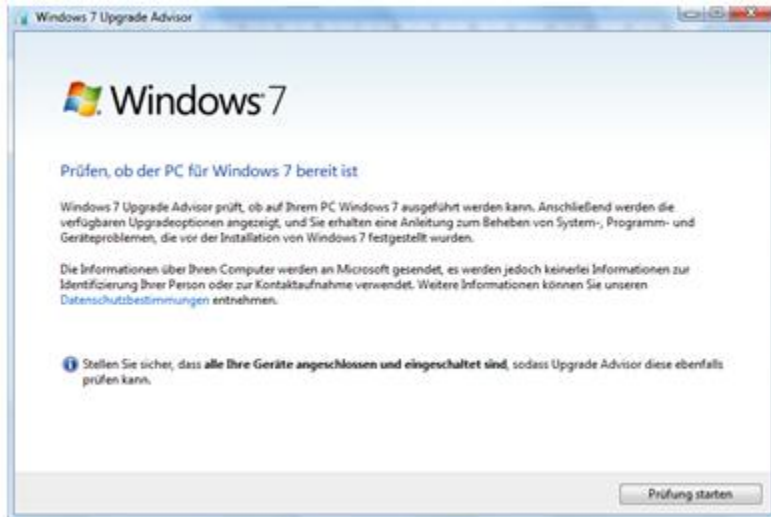 Windows 7 Upgrade Advisor
Windows 7
Prüfen, ob der PC für Windows 7 bereit ist
Windows 7 Upgrade Advisor prüft, ob auf Ihrem PC Windows 7 ausgeführt werden kann. Anschließend werden die
verfügbaren Upgradeoptionen angezeigt, und Sie erhalten eine Anleitung zum Beheben von System-, Programm- und
Geräteproblemen, die vor der Installation von Windows 7 festgestellt wurden.
Die Informationen über Ihren Computer werden an Microsoft gesendet, es werden jedoch keinerlei Informationen zur
Identifizierung Ihrer Person oder zur Kontaktaufnahme verwendet. Weitere Informationen können Sie unseren
Datenschutzbestimmungen entnehmen.
Stellen Sie sicher, dass alle Ihre Geräte angeschlossen und eingeschaltet sind, sodass Upgrade Advisor diese ebenfalls
prüfen kann.
Prüfung starten